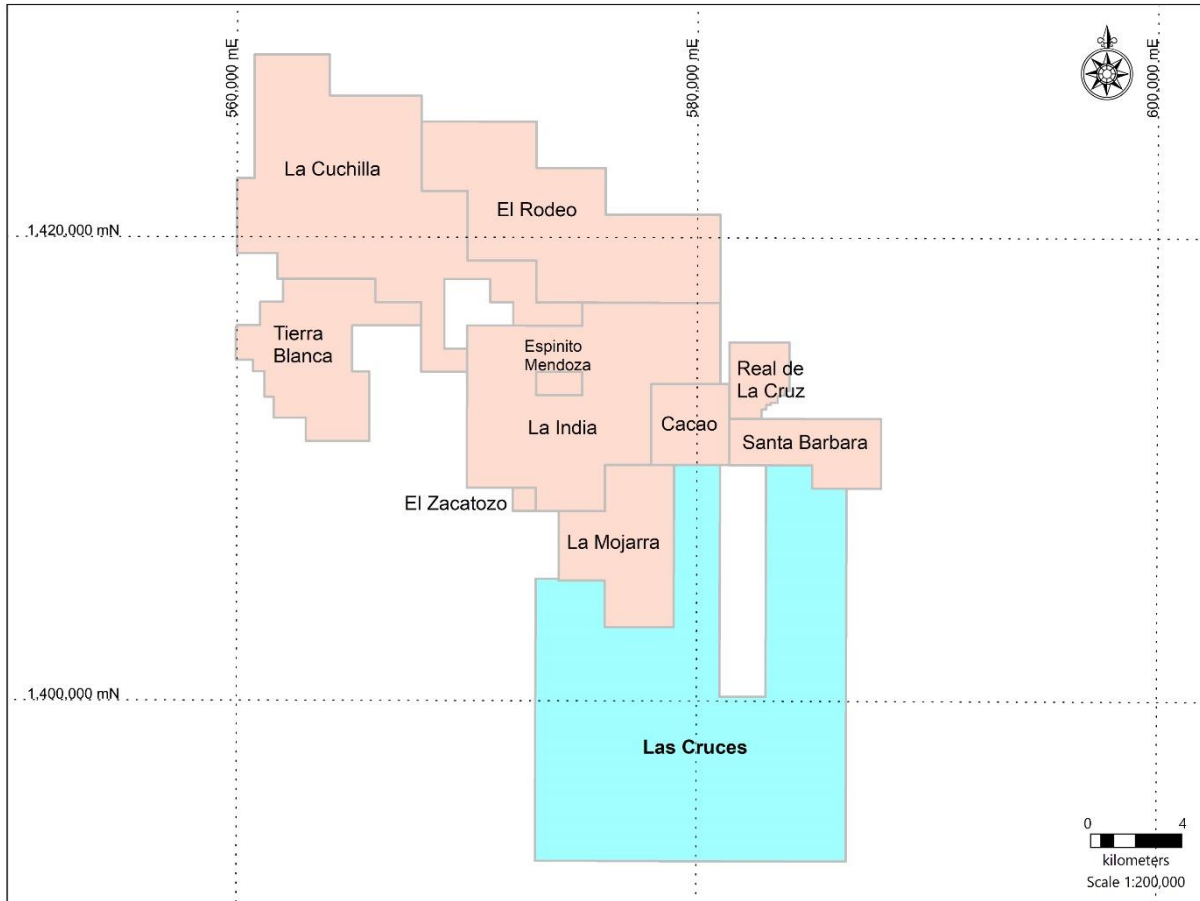 560,000 mE
580,000 mE
600,000 mE
La Cuchilla
El Rodeo
1,420,000 mN
Tierra
Blanca
Espinito
Mendoza
Real de
La Cruz
La India
Cacao
Santa Barbara
El Zacatozo
La Mojarra
1,400,000 mN
Las Cruces
0 4
kilometers
Scale 1:200,000